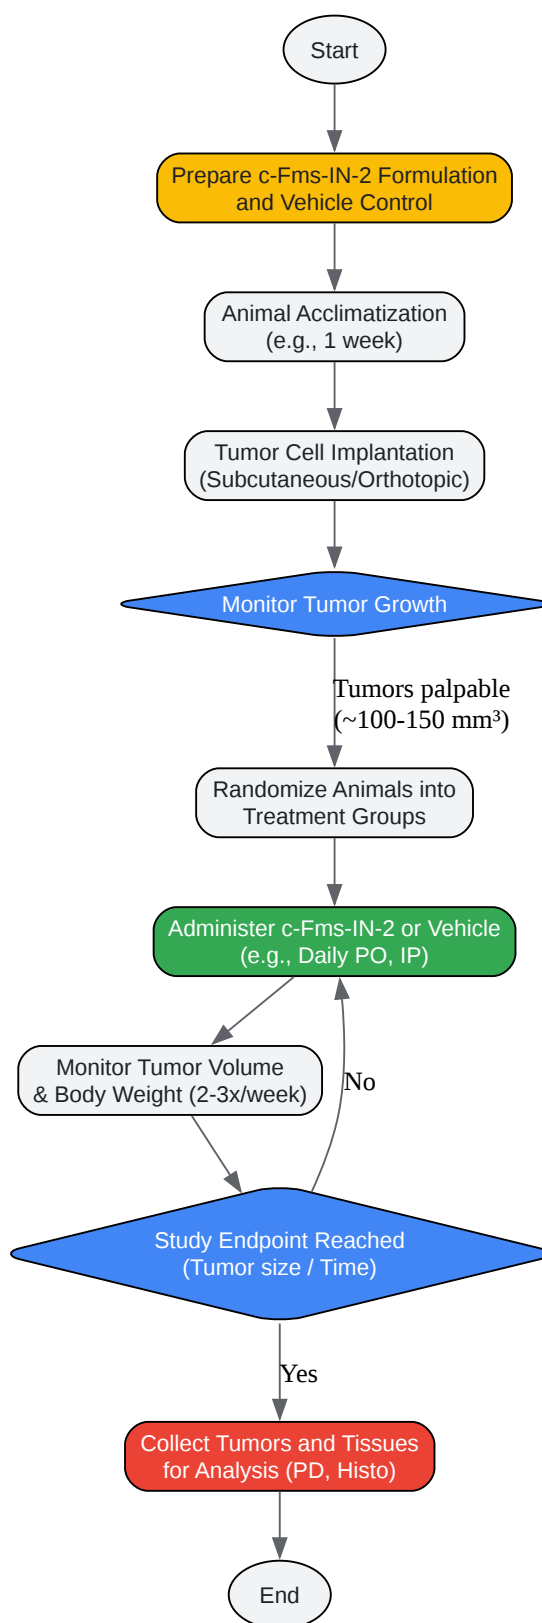 Start
Prepare c-Fms-IN-2 Formulation
and Vehicle Control
Animal Acclimatization
(e.g., 1 week)
Tumor Cell Implantation
(Subcutaneous/Orthotopic)
Monitor Tumor Growth
Tumors palpable
(~100-150 mm³)
Randomize Animals into
Treatment Groups
Administer c-Fms-IN-2 or Vehicle
(e.g., Daily PO, IP)
Monitor Tumor Volume
& Body Weight (2-3x/week)
No
Study Endpoint Reached
(Tumor size / Time)
Yes
Collect Tumors and Tissues
for Analysis (PD, Histo)
End